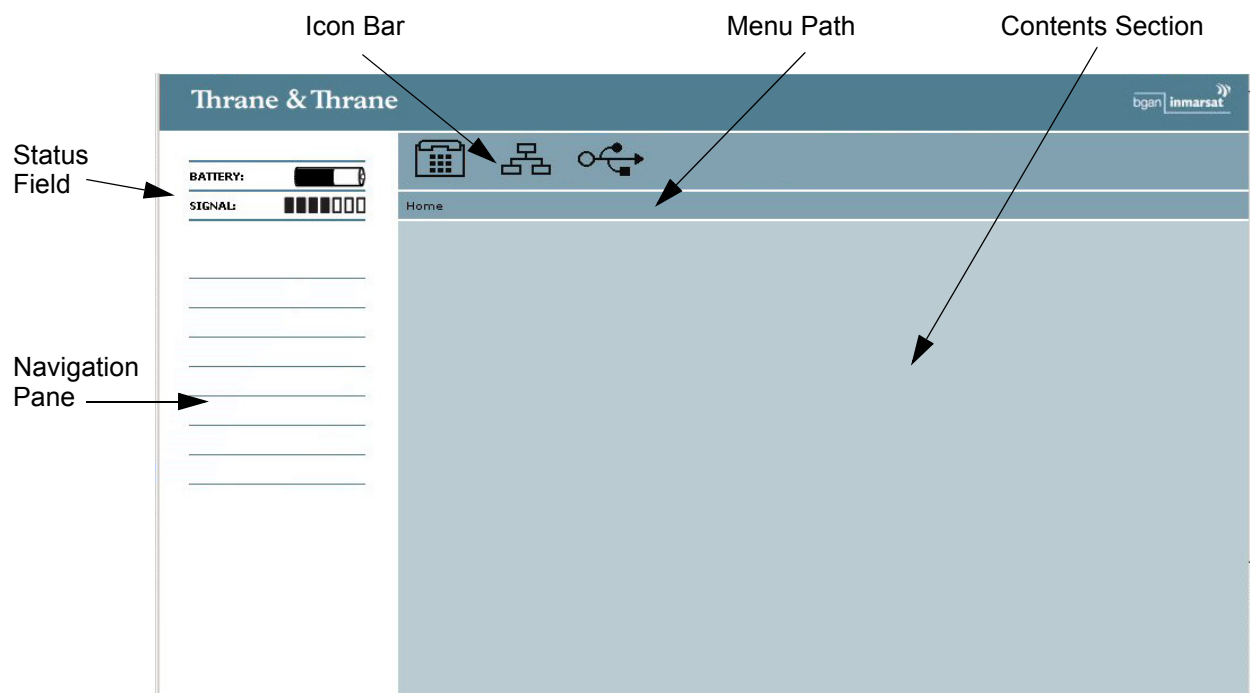 Icon Bar
Menu Path
Contents Section
Thrane & Thrane
bgan inmarsat
Status
Field
BATTERY:
SIGNAL:
Home
Navigation
Pane